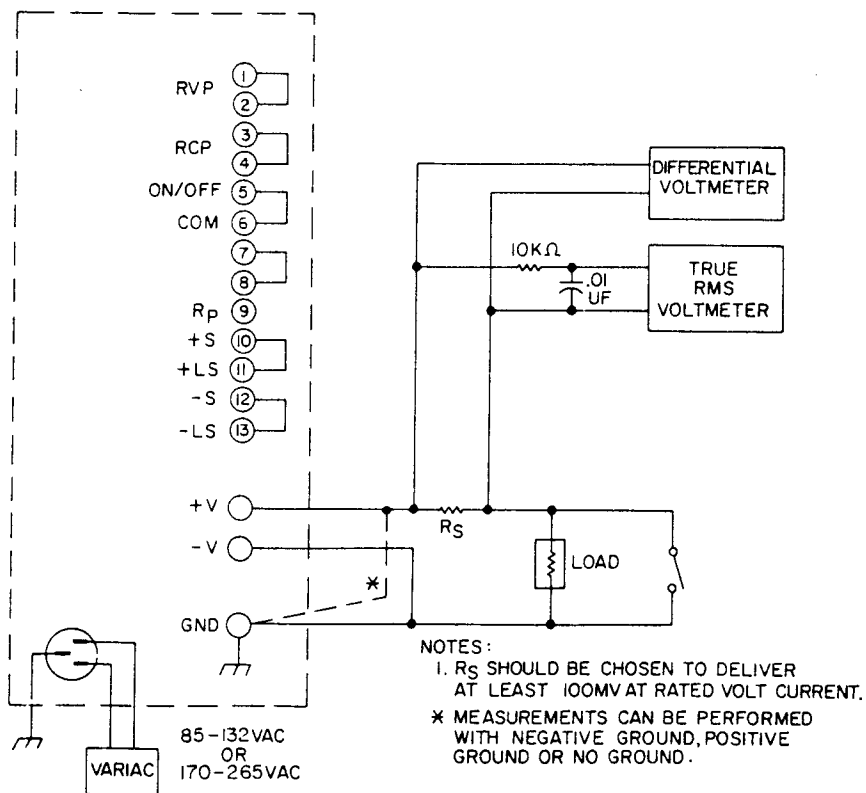 RVP
1
2
RCP
3
4
ON/OFF 5
COM 6
7
8
RP 9
+S 10
+LS 11
-S 12
-LS 13
+V
-V
GND
VARIAC
85-132VAC
OR
170-265VAC
DIFFERENTIAL
VOLTMETER
10KΩ
.01
UF
TRUE
RMS
VOLTMETER
RS
LOAD
*
NOTES:
1. RS SHOULD BE CHOSEN TO DELIVER
AT LEAST 100MV AT RATED VOLT CURRENT.
* MEASUREMENTS CAN BE PERFORMED
WITH NEGATIVE GROUND, POSITIVE
GROUND OR NO GROUND.